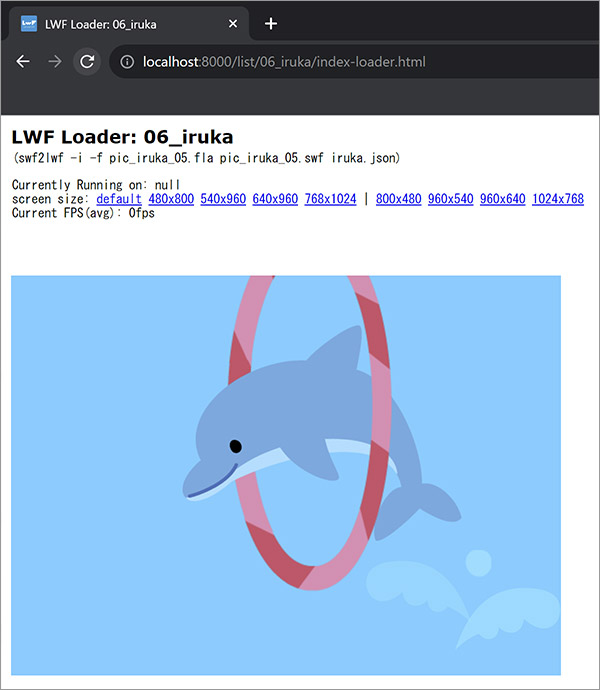 LWF Loader: 06_iruka
localhost:8000/list/06_iruka/index-loader.html
LWF Loader: 06_iruka
(swf2lwf -i -f pic_iruka_05.fla pic_iruka_05.swf iruka.json)
Currently Running on: null
screen size: default 480x800 540x960 640x960 768x1024 | 800x480 960x540 960x640 1024x768
Current FPS(avg): 0fps